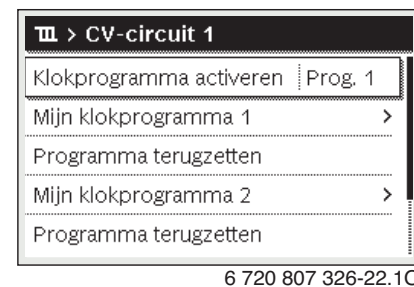 > CV-circuit 1
Klokprogramma activeren Prog. 1
Mijn klokprogramma 1 >
Programma terugzetten
Mijn klokprogramma 2 >
Programma terugzetten
6 720 807 326-22.1O